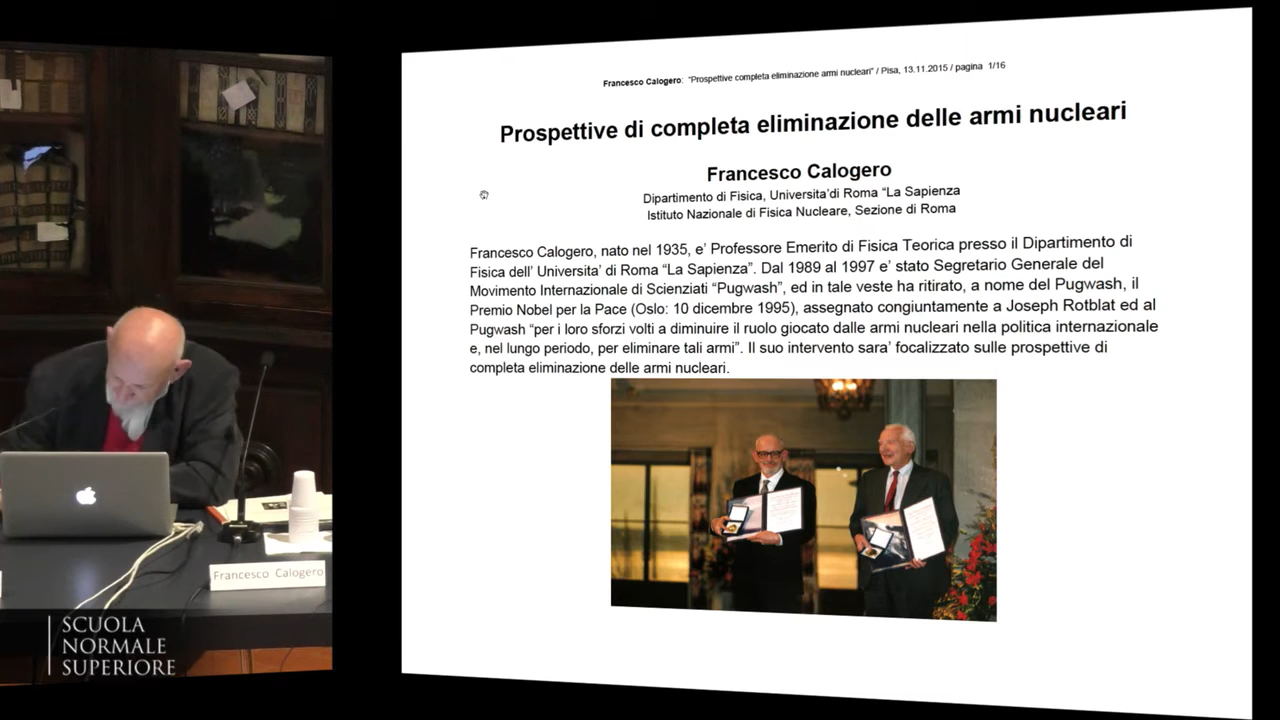 Francesco Calogero: "Prospettive completa eliminazione armi nucleari" / Pisa, 13.11.2015 / pagina 1/16
Prospettive di completa eliminazione delle armi nucleari
Francesco Calogero
Dipartimento di Fisica, Universita'di Roma "La Sapienza
Istituto Nazionale di Fisica Nucleare, Sezione di Roma
Francesco Calogero, nato nel 1935, e' Professore Emerito di Fisica Teorica presso il Dipartimento di
Fisica dell' Universita' di Roma "La Sapienza". Dal 1989 al 1997 e' stato Segretario Generale del
Movimento Internazionale di Scienziati "Pugwash", ed in tale veste ha ritirato, a nome del Pugwash, il
Premio Nobel per la Pace (Oslo: 10 dicembre 1995), assegnato congiuntamente a Joseph Rotblat ed al
Pugwash "per i loro sforzi volti a diminuire il ruolo giocato dalle armi nucleari nella politica internazionale
e, nel lungo periodo, per eliminare tali armi". Il suo intervento sara' focalizzato sulle prospettive di
completa eliminazione delle armi nucleari.
Francesco Calogero
SCUOLA
NORMALE
SUPERIORE